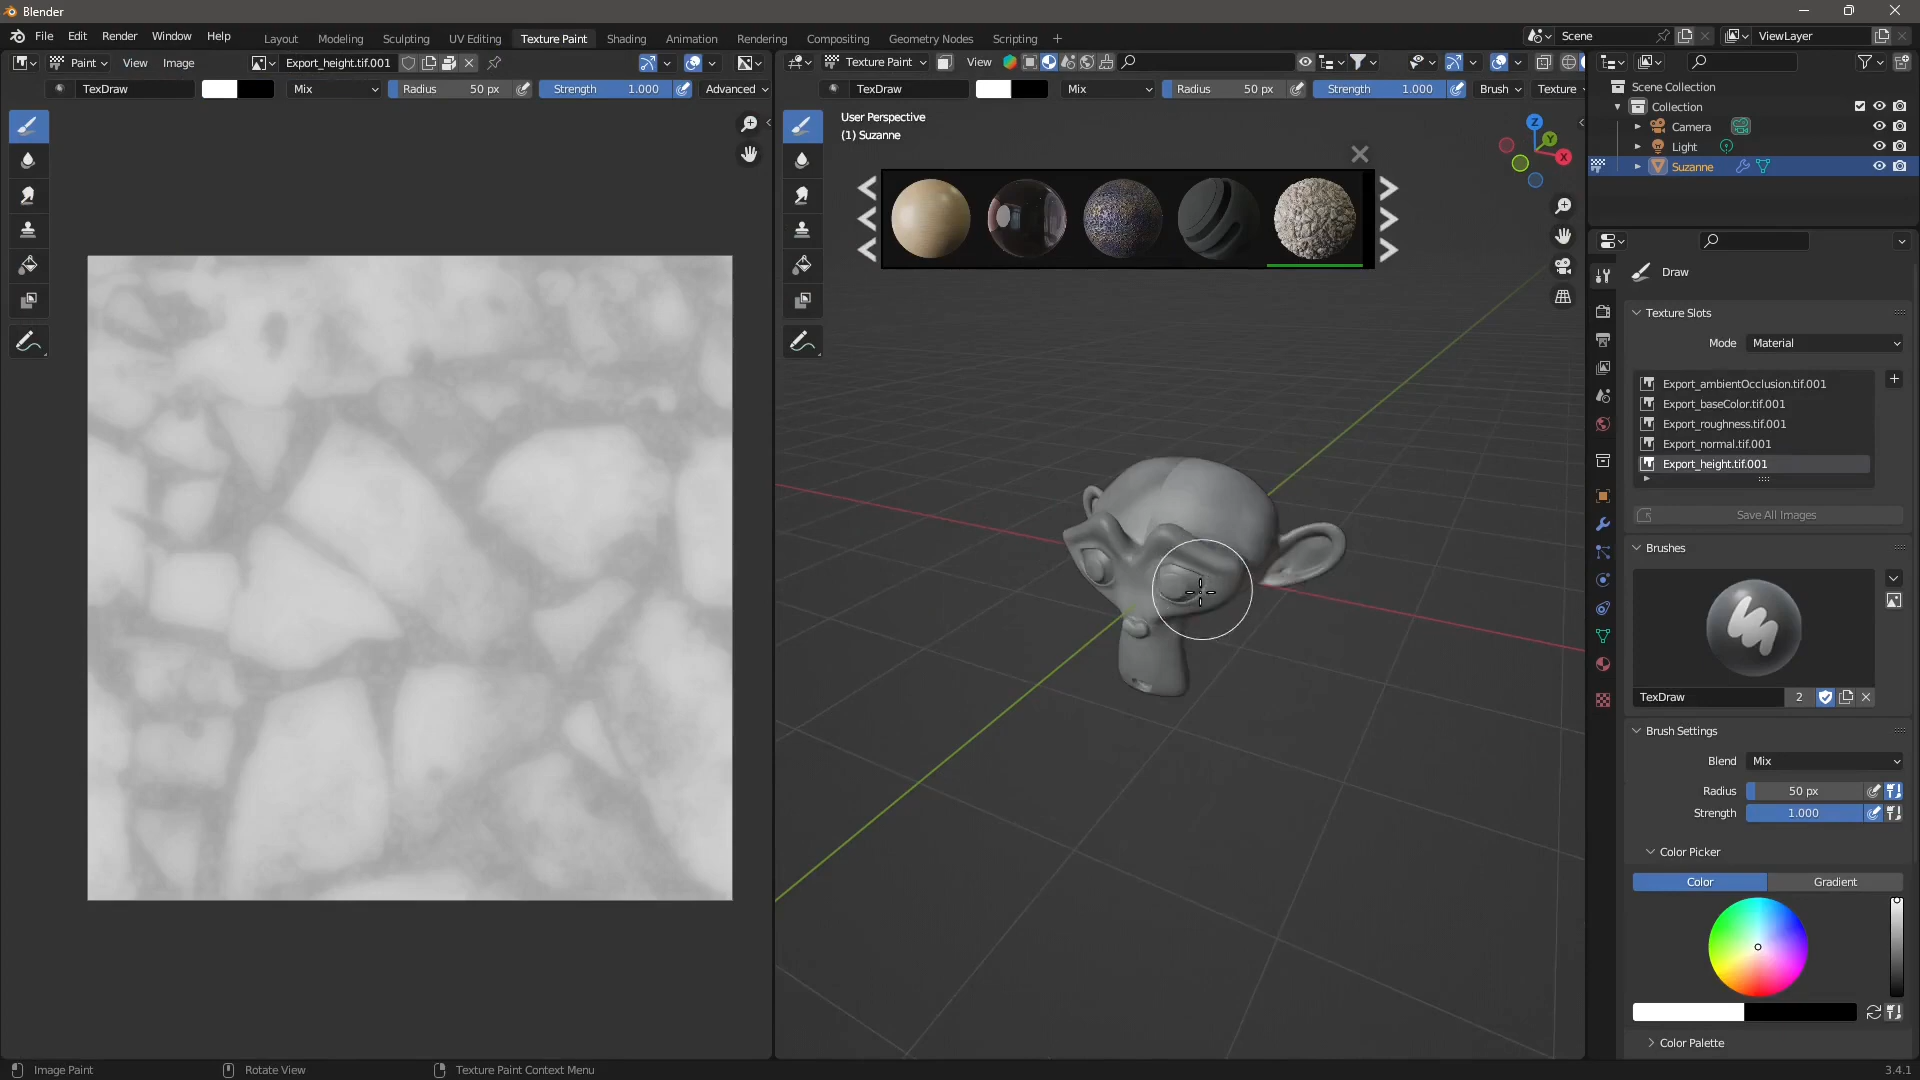 Blender
File Edit Render Window Help
Layout Modeling Sculpting UV Editing Texture Paint Shading Animation Rendering Compositing Geometry Nodes Scripting
Scene
ViewLayer
Paint View Image
Export_height.tif.001
Texture Paint
View
TexDraw
Mix
Radius 50 px
Strength 1.000
Advanced
TexDraw
Mix
Radius 50 px
Strength 1.000
Brush
Texture
User Perspective
(1) Suzanne
Z
Y
X
Scene Collection
Collection
Camera
Light
Suzanne
Draw
Texture Slots
Mode Material
Export_ambientOcclusion.tif.001
Export_baseColor.tif.001
Export_roughness.tif.001
Export_normal.tif.001
Export_height.tif.001
Save All Images
Brushes
TexDraw 2
Brush Settings
Blend Mix
Radius 50 px
Strength 1.000
Color Picker
Color Gradient
Color Palette
Image Paint
Rotate View
Texture Paint Context Menu
3.4.1